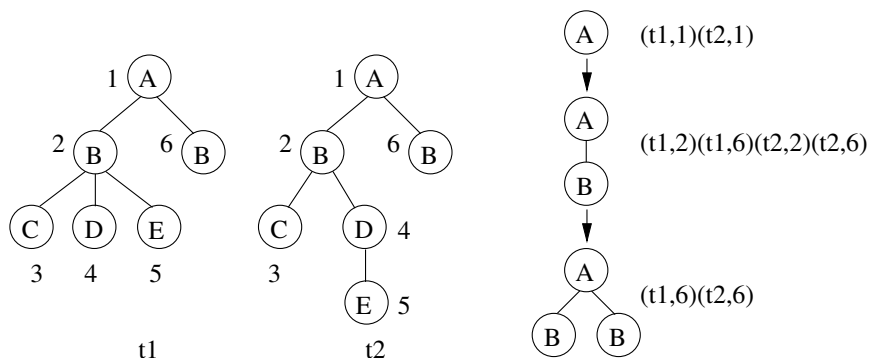 1 A
2 B 6 B
C D E
3 4 5
t1
1 A
2 B 6 B
C D 4
3
E 5
t2
A (t1,1)(t2,1)
A
(t1,2)(t1,6)(t2,2)(t2,6)
B
A
(t1,6)(t2,6)
B B